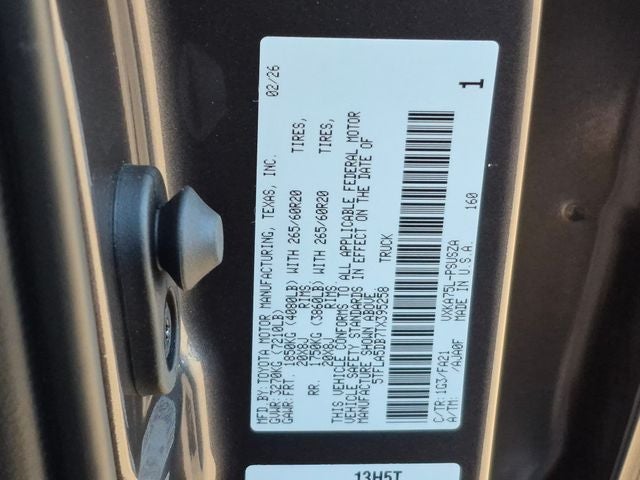 MFD BY:TOYOTA MOTOR MANUFACTURING, TEXAS, INC. 02/26
GVWR:3270KG(7210LB)
GAWR:FRT. 1850KG(4080LB) WITH 265/60R20 TIRES,
20X8J RIMS,
RR. 1750KG(3860LB) WITH 265/60R20 TIRES,
20X8J RIMS,
THIS VEHICLE CONFORMS TO ALL APPLICABLE FEDERAL MOTOR
VEHICLE SAFETY STANDARDS IN EFFECT ON THE DATE OF
MANUFACTURE SHOWN ABOVE.
5TFLA5DB7TX395258 TRUCK
C/TR:1G3/FA21 VXKA75L-PSUSZA
A/TM: /AJA0F MADE IN U.S.A. 160
1
13H5T